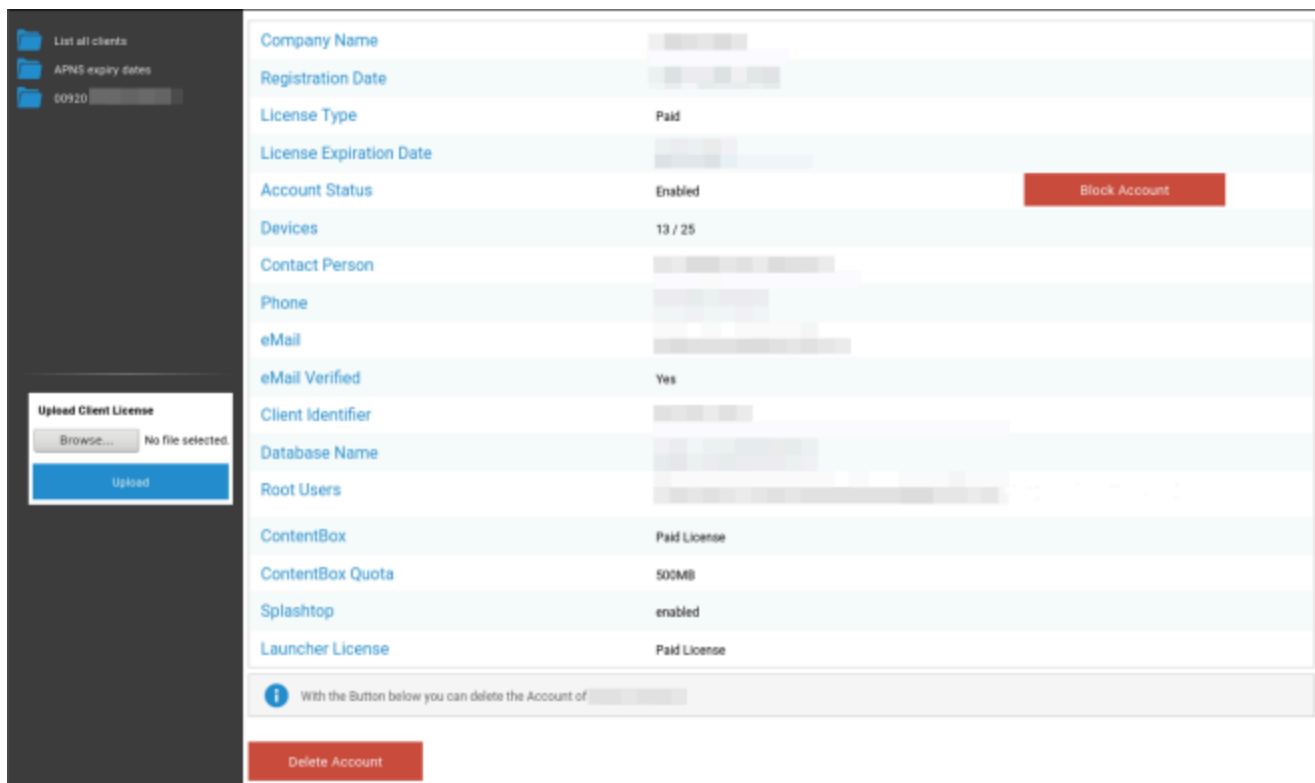 List all clients
APNS expiry dates
00920
Upload Client License
Browse... No file selected.
Upload
Company Name
Registration Date
License Type Paid
License Expiration Date
Account Status Enabled Block Account
Devices 13 / 25
Contact Person
Phone
eMail
eMail Verified Yes
Client Identifier
Database Name
Root Users
ContentBox Paid License
ContentBox Quota 500MB
Splashtop enabled
Launcher License Paid License
With the Button below you can delete the Account of
Delete Account